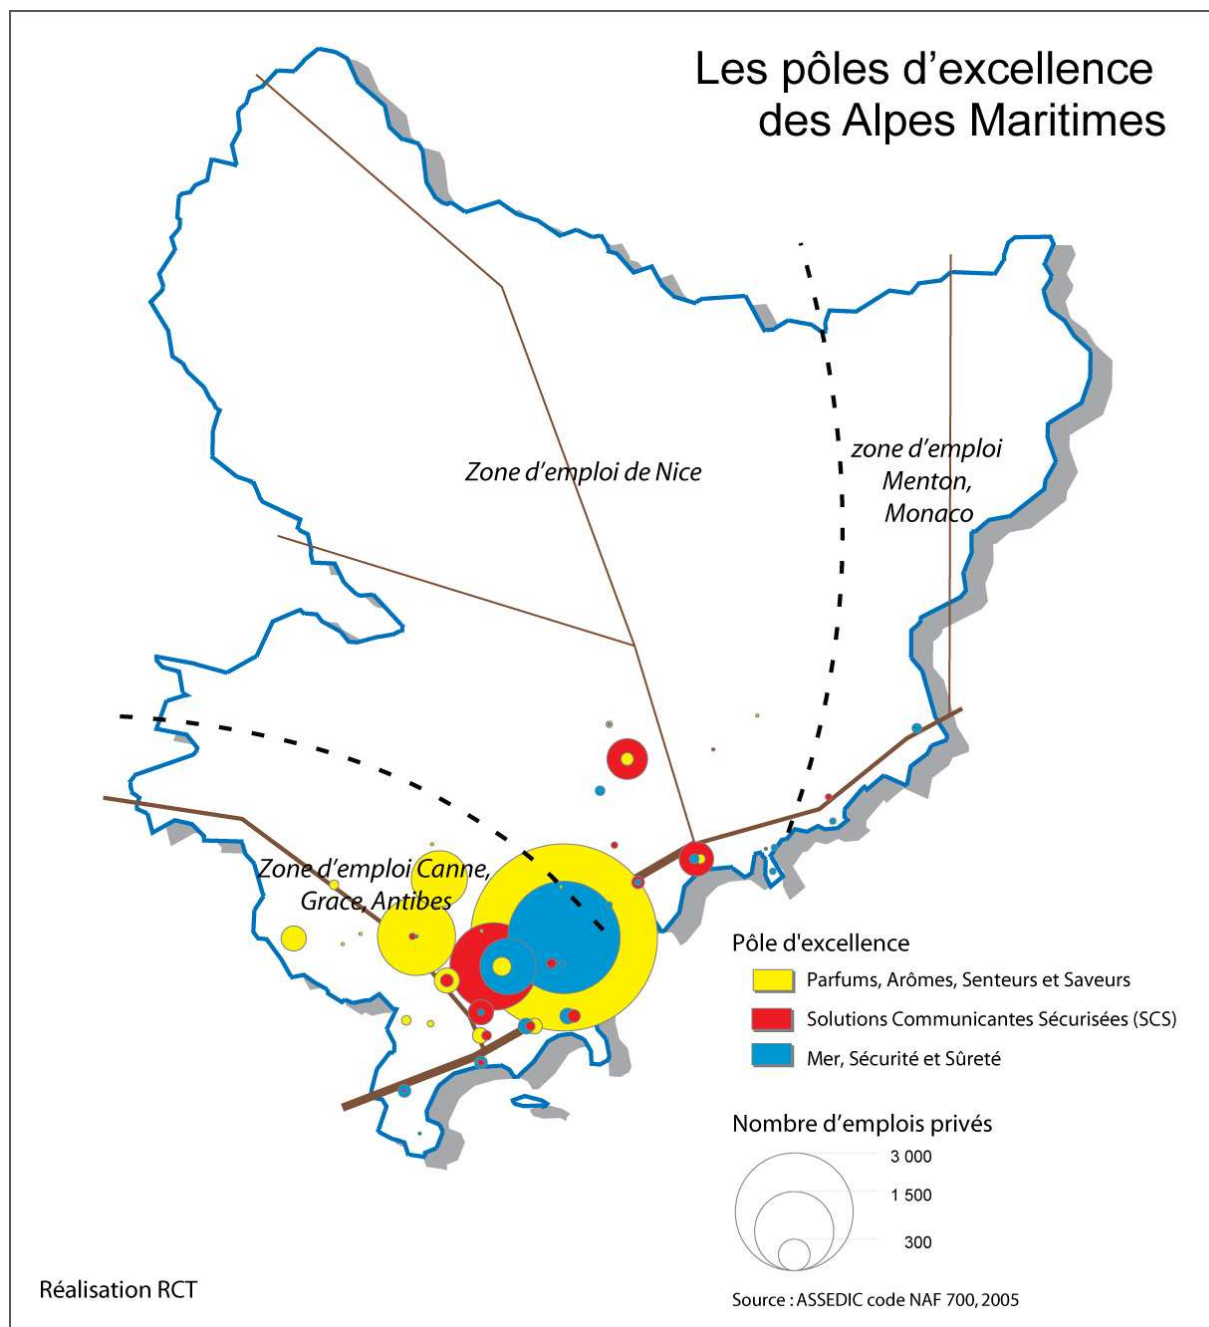 Les pôles d'excellence
des Alpes Maritimes
Zone d'emploi de Nice
zone d'emploi
Menton,
Monaco
Zone d'emploi Canne,
Grace, Antibes
Pôle d'excellence
Parfums, Arômes, Senteurs et Saveurs
Solutions Communicantes Sécurisées (SCS)
Mer, Sécurité et Sûreté
Nombre d'emplois privés
3 000
1 500
300
Réalisation RCT
Source : ASSEDIC code NAF 700, 2005